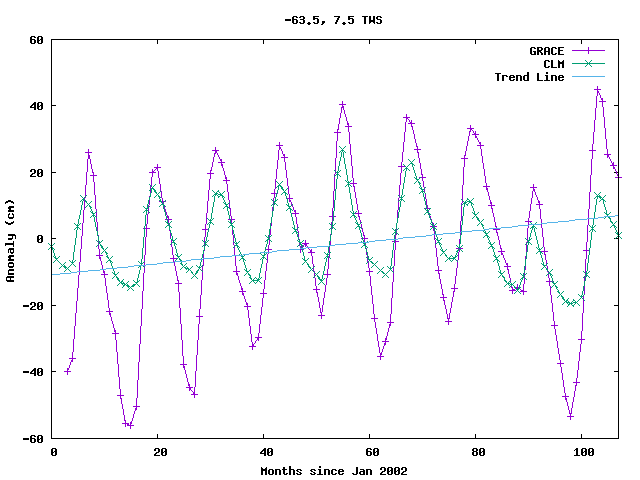 -63.5, 7.5 TWS
GRACE
CLM
Trend Line
Anomaly (cm)
60
40
20
0
-20
-40
-60
0 20 40 60 80 100
Months since Jan 2002